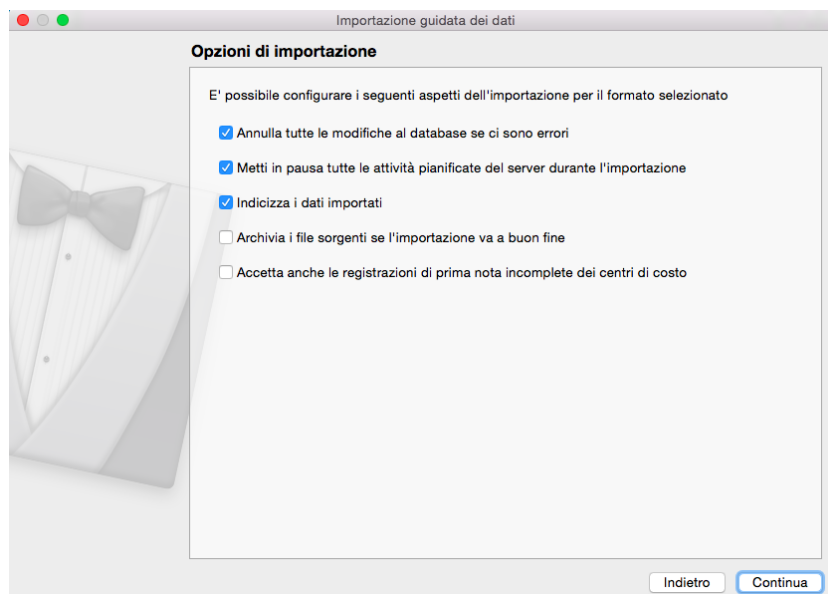 Importazione guidata dei dati
Opzioni di importazione
E' possibile configurare i seguenti aspetti dell'importazione per il formato selezionato
Annulla tutte le modifiche al database se ci sono errori
Metti in pausa tutte le attività pianificate del server durante l'importazione
Indicizza i dati importati
Archivia i file sorgenti se l'importazione va a buon fine
Accetta anche le registrazioni di prima nota incomplete dei centri di costo
Indietro
Continua